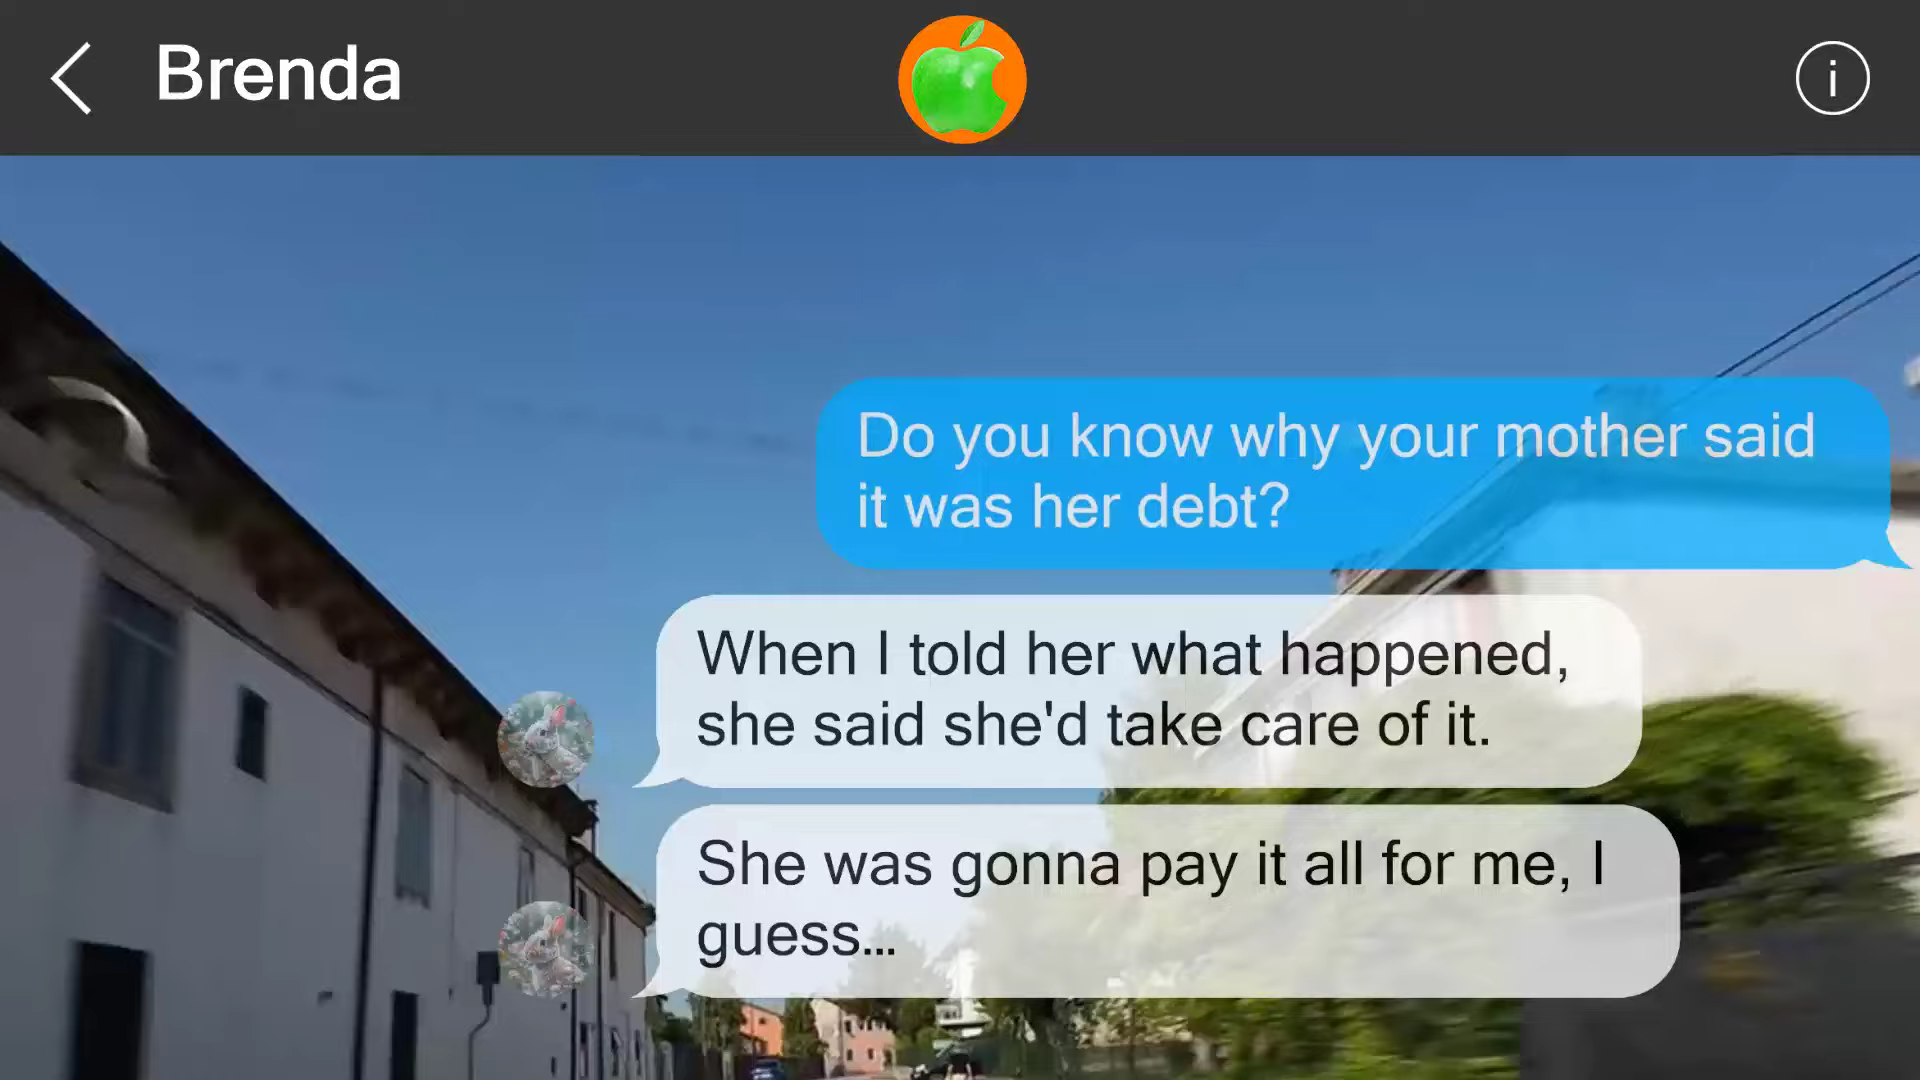 Brenda
i
Do you know why your mother said
it was her debt?
When I told her what happened,
she said she'd take care of it.
She was gonna pay it all for me, I
guess...